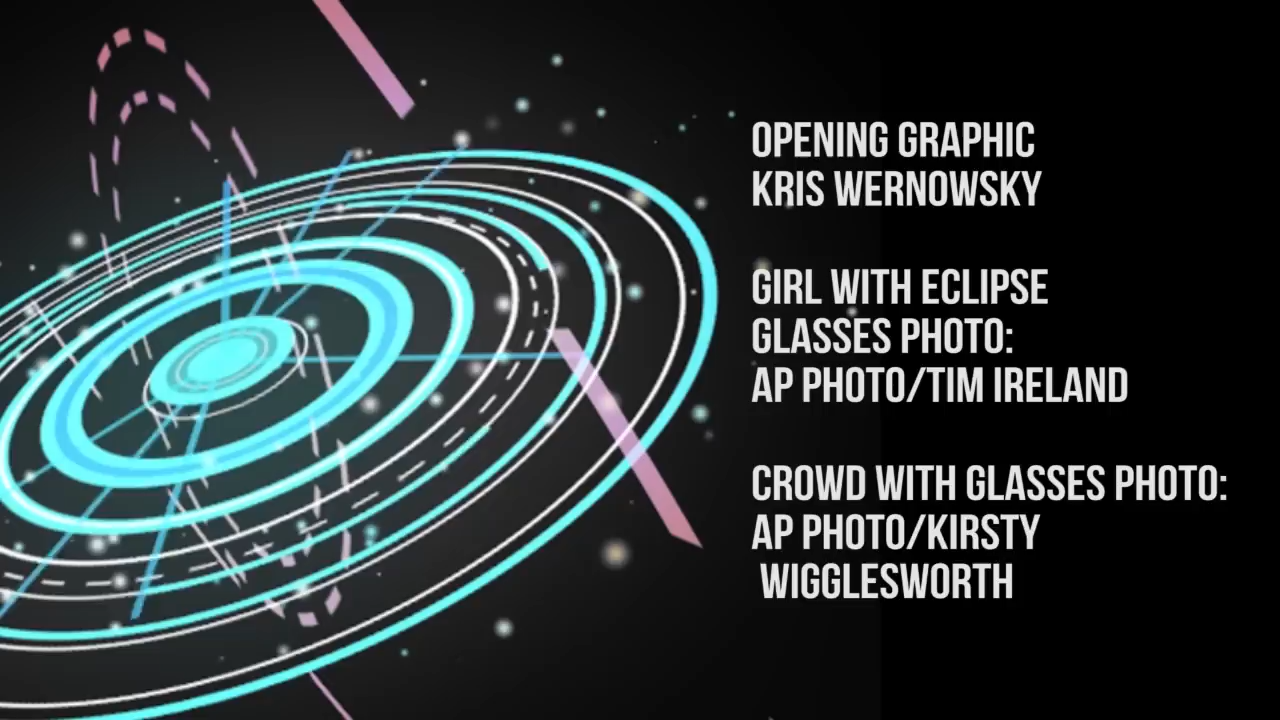 OPENING GRAPHIC
KRIS WERNOWSKY
GIRL WITH ECLIPSE
GLASSES PHOTO:
AP PHOTO/TIM IRELAND
CROWD WITH GLASSES PHOTO:
AP PHOTO/KIRSTY
WIGGLESWORTH